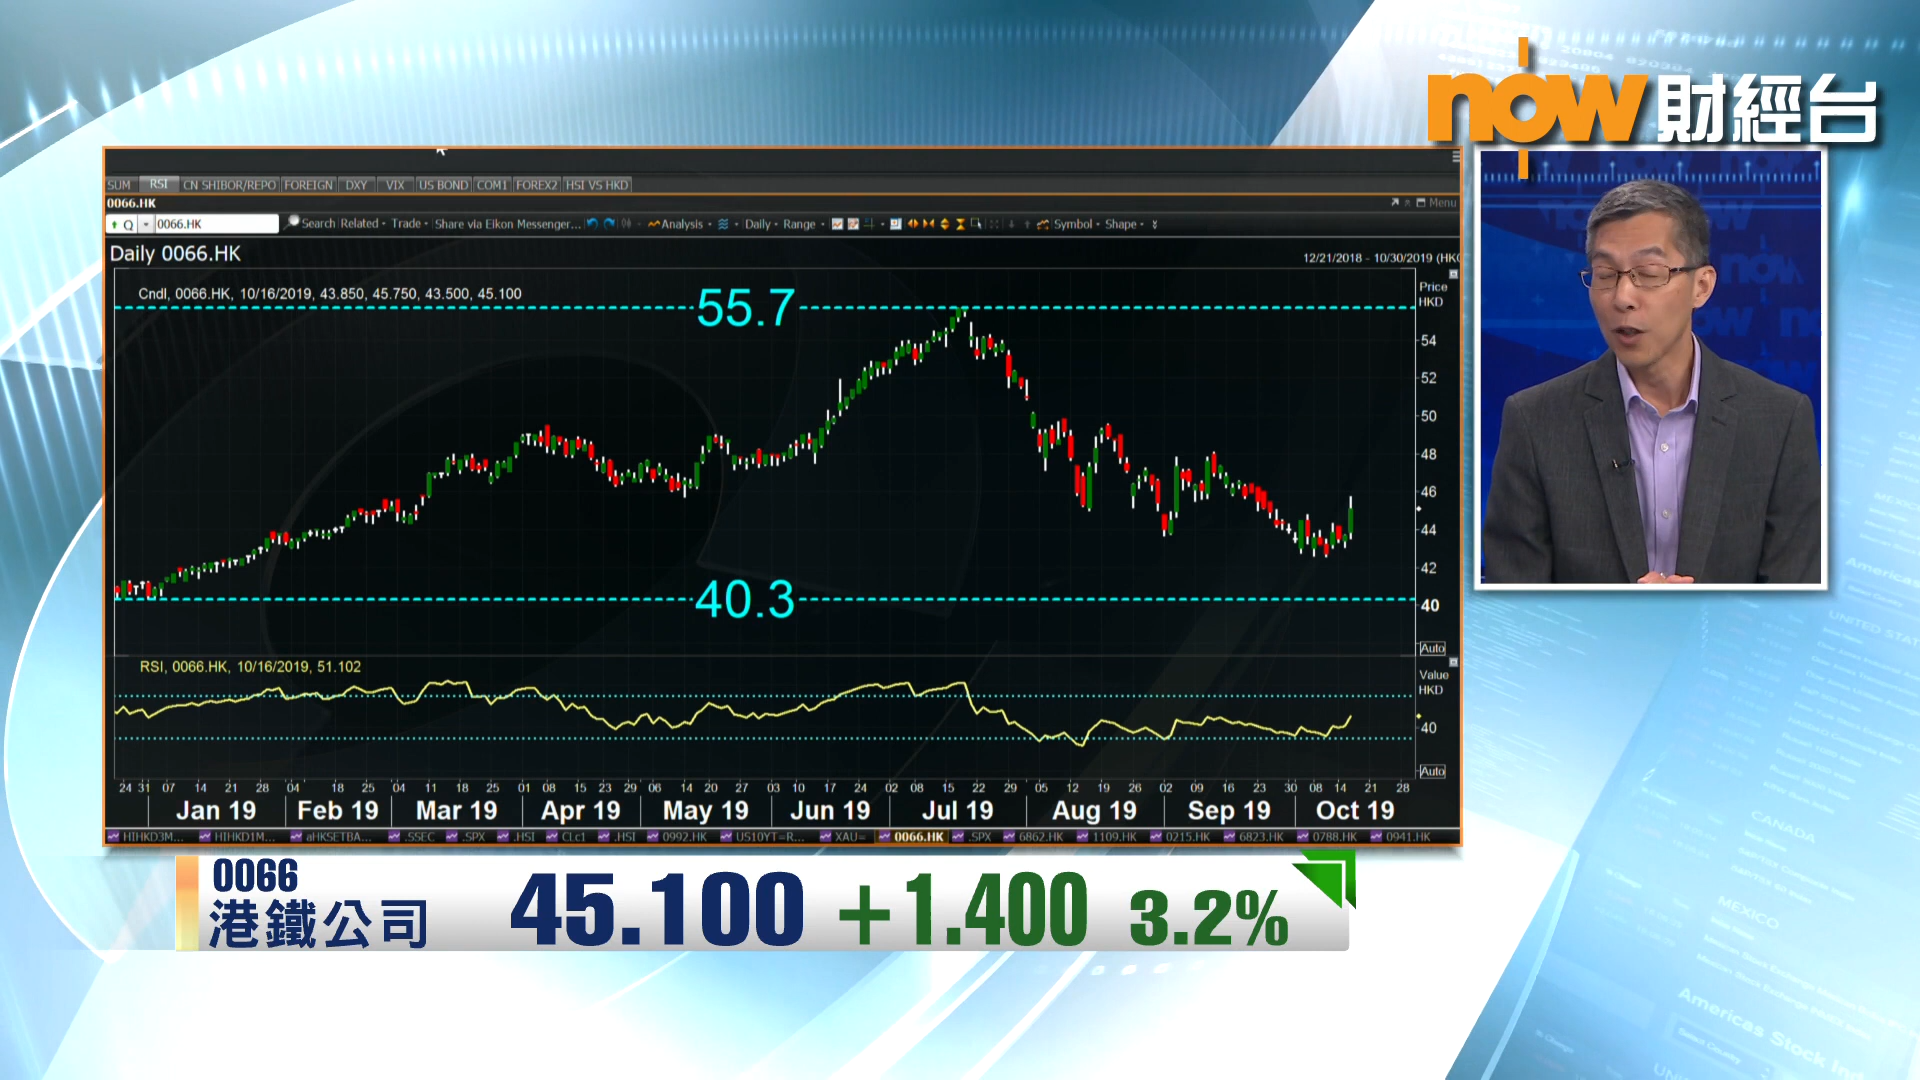 now 財經台
SUM RSI CN SHIBOR/REPO FOREIGN DXY VIX US BOND COM1 FOREX2 HSI VS HKD
0066.HK
Menu
Q 0066.HK Search Related Trade Share via Eikon Messenger... Analysis Daily Range Symbol Shape
Daily 0066.HK
12/21/2018 - 10/30/2019 (HKG
Cndl, 0066.HK, 10/16/2019, 43.850, 45.750, 43.500, 45.100
Price
HKD
55.7
54
52
50
48
46
44
42
40.3
40
Auto
RSI, 0066.HK, 10/16/2019, 51.102
Value
HKD
40
Auto
24 31 07 14 21 28 04 18 25 04 11 18 25 01 08 15 23 29 06 14 20 27 03 10 17 24 02 08 15 22 29 05 12 19 26 02 09 16 23 30 08 14 21 28
Jan 19 Feb 19 Mar 19 Apr 19 May 19 Jun 19 Jul 19 Aug 19 Sep 19 Oct 19
HIHKD3M... HIHKD1M... aHKSETBA... .SSEC .SPX .HSI CLc1 .HSI 0992.HK US10YT=R... XAU= 0066.HK .SPX 6862.HK 1109.HK 0215.HK 6823.HK 0788.HK 0941.HK
0066
港鐵公司 45.100 +1.400 3.2%